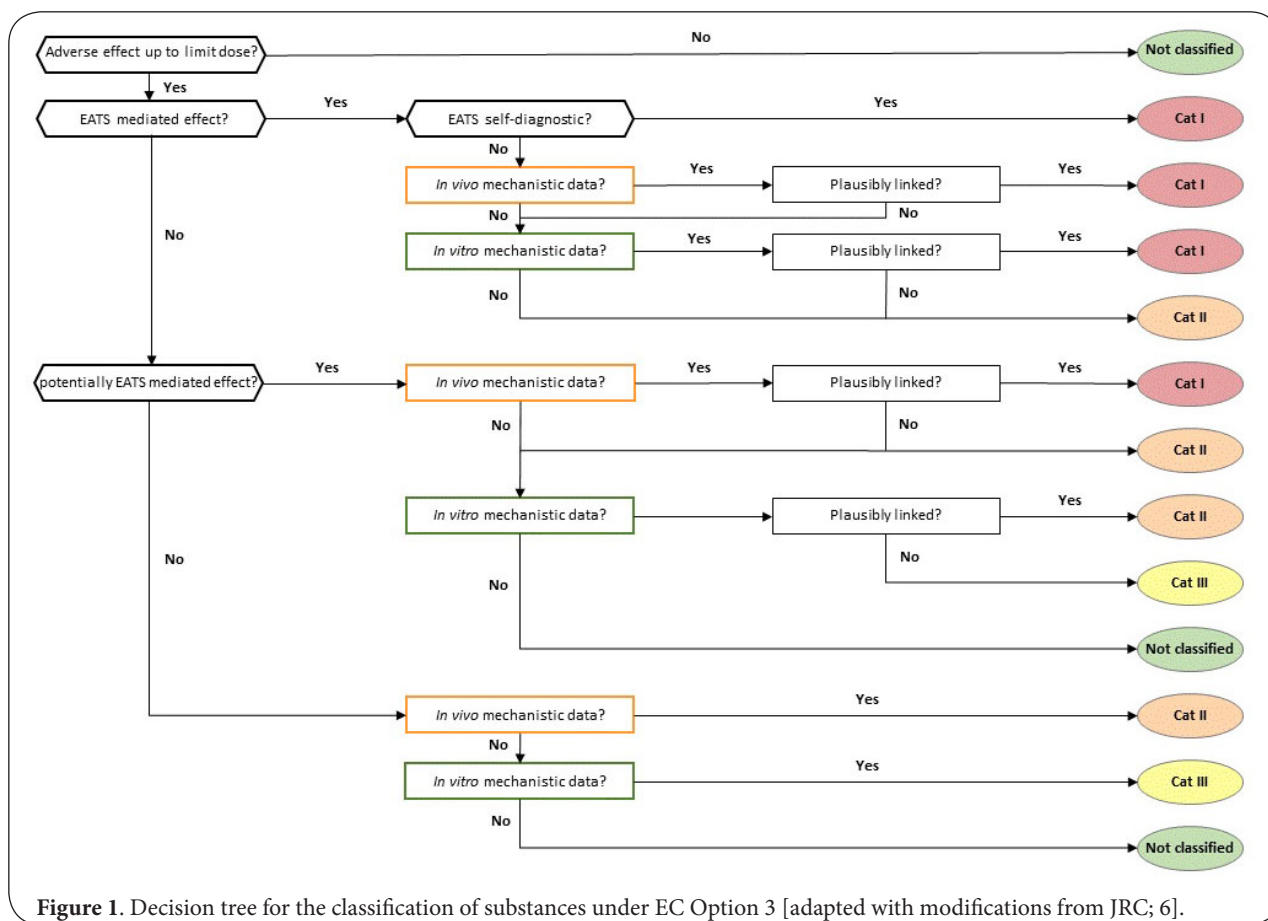 No
Adverse effect up to limit dose?
Not classified
Yes
Yes
Yes
EATS mediated effect?
EATS self-diagnostic?
Cat I
No
Yes
Yes
In vivo mechanistic data?
Plausibly linked?
Cat I
No
No
No
Yes
Yes
In vitro mechanistic data?
Plausibly linked?
Cat I
No
No
Cat II
Yes
Yes
Yes
potentially EATS mediated effect?
In vivo mechanistic data?
Plausibly linked?
Cat I
No
No
Cat II
Yes
In vitro mechanistic data?
Plausibly linked?
Cat II
No
No
No
Cat III
Not classified
Yes
In vivo mechanistic data?
Cat II
No
Yes
In vitro mechanistic data?
Cat III
No
Not classified
Figure 1. Decision tree for the classification of substances under EC Option 3 [adapted with modifications from JRC; 6].